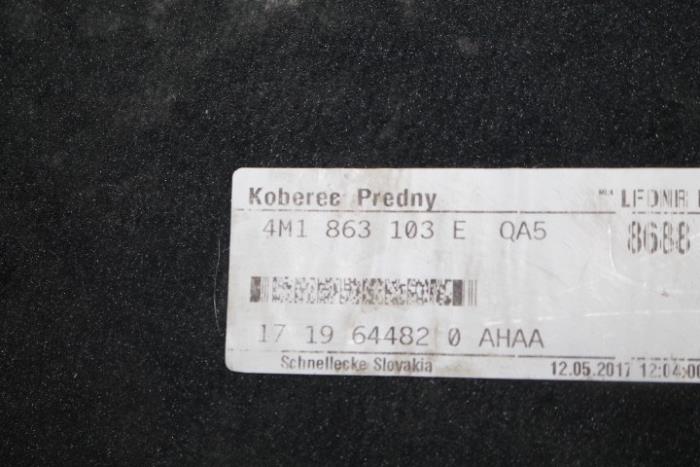 Koberec Predny
LFDNR
4M1 863 103 E QA5
8688
17 19 64482 0 AHAA
Schnellecke Slovakia
12.05.2017 12:04:00